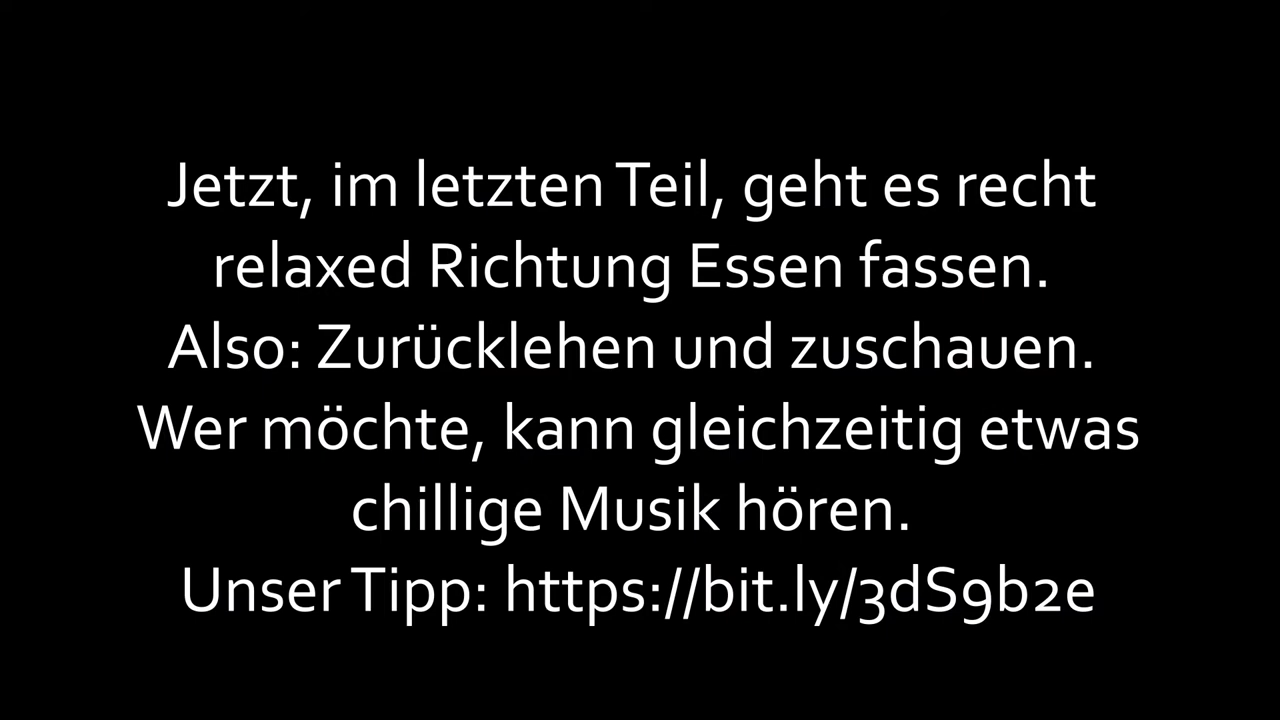 Jetzt, im letzten Teil, geht es recht
relaxed Richtung Essen fassen.
Also: Zurücklehen und zuschauen.
Wer möchte, kann gleichzeitig etwas
chillige Musik hören.
Unser Tipp: https://bit.ly/3dS9b2e